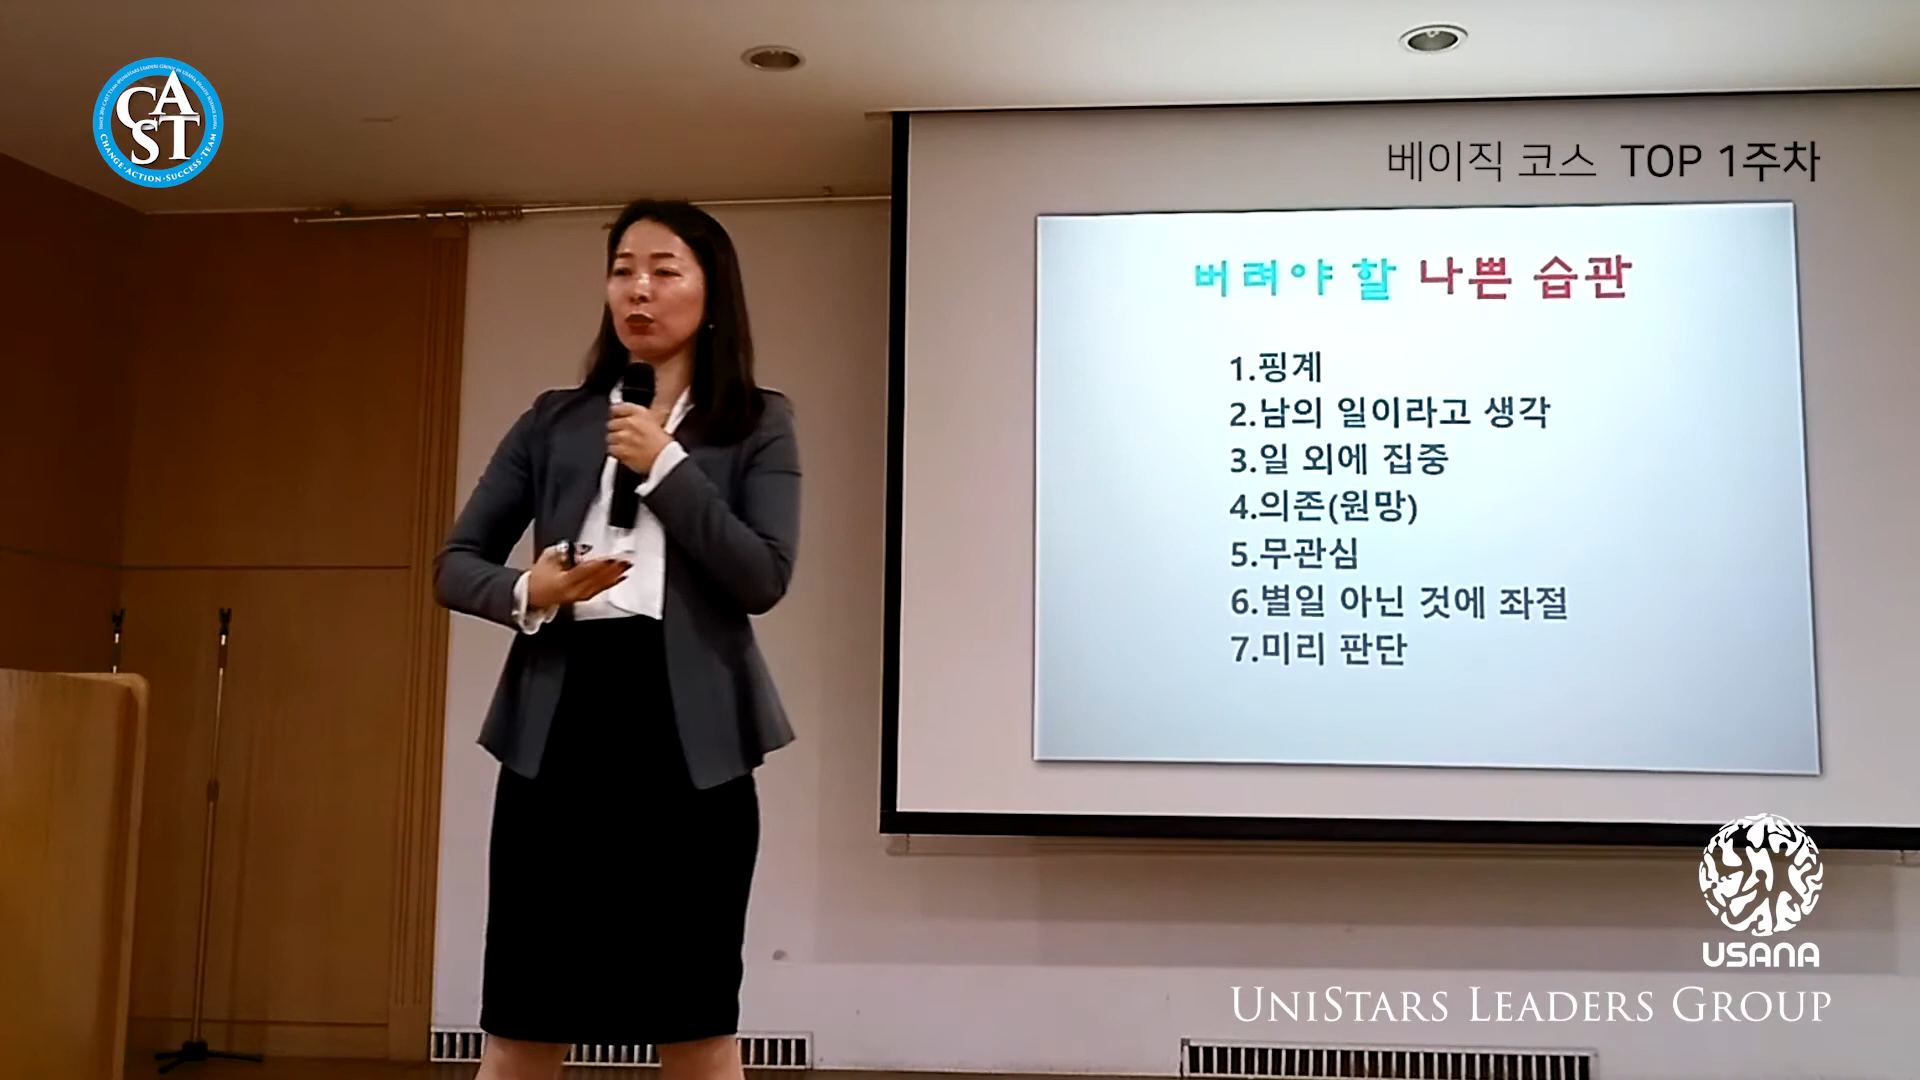 CAST
CHANGE·ACTION·SUCCESS·TEAM
베이직 코스 TOP 1주차
버려야 할 나쁜 습관
1.핑계
2.남의 일이라고 생각
3.일 외에 집중
4.의존(원망)
5.무관심
6.별일 아닌 것에 좌절
7.미리 판단
USANA
UNISTARS LEADERS GROUP